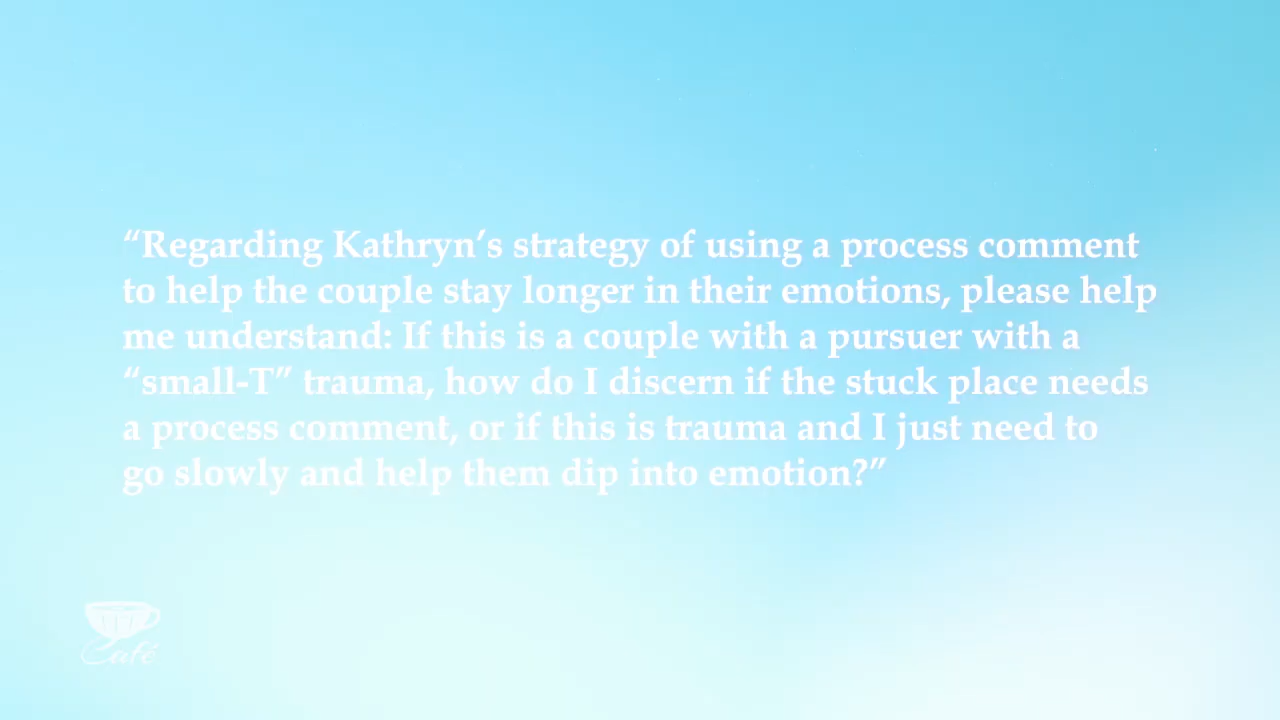 “Regarding Kathryn’s strategy of using a process comment
to help the couple stay longer in their emotions, please help
me understand: If this is a couple with a pursuer with a
“small-T” trauma, how do I discern if the stuck place needs
a process comment, or if this is trauma and I just need to
go slowly and help them dip into emotion?”
Café